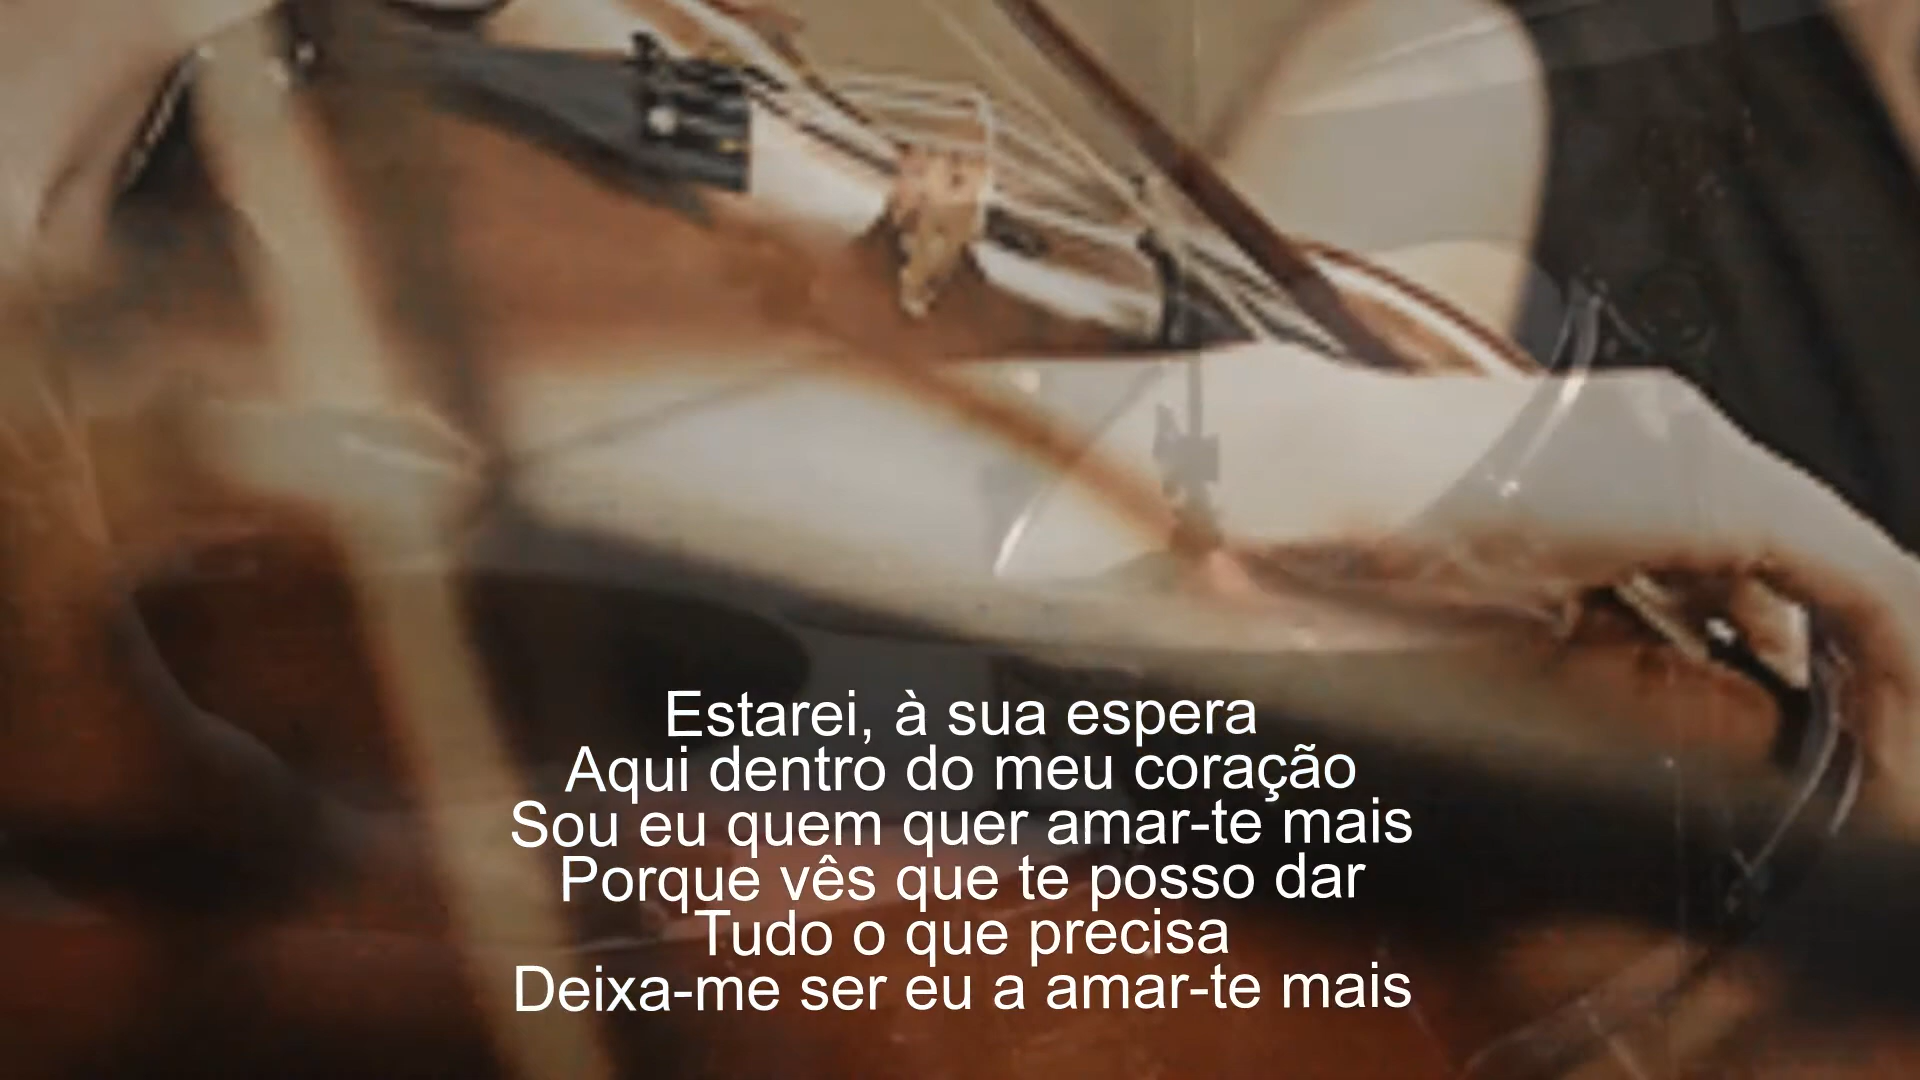 Estarei, à sua espera
Aqui dentro do meu coração
Sou eu quem quer amar-te mais
Porque vês que te posso dar
Tudo o que precisa
Deixa-me ser eu a amar-te mais